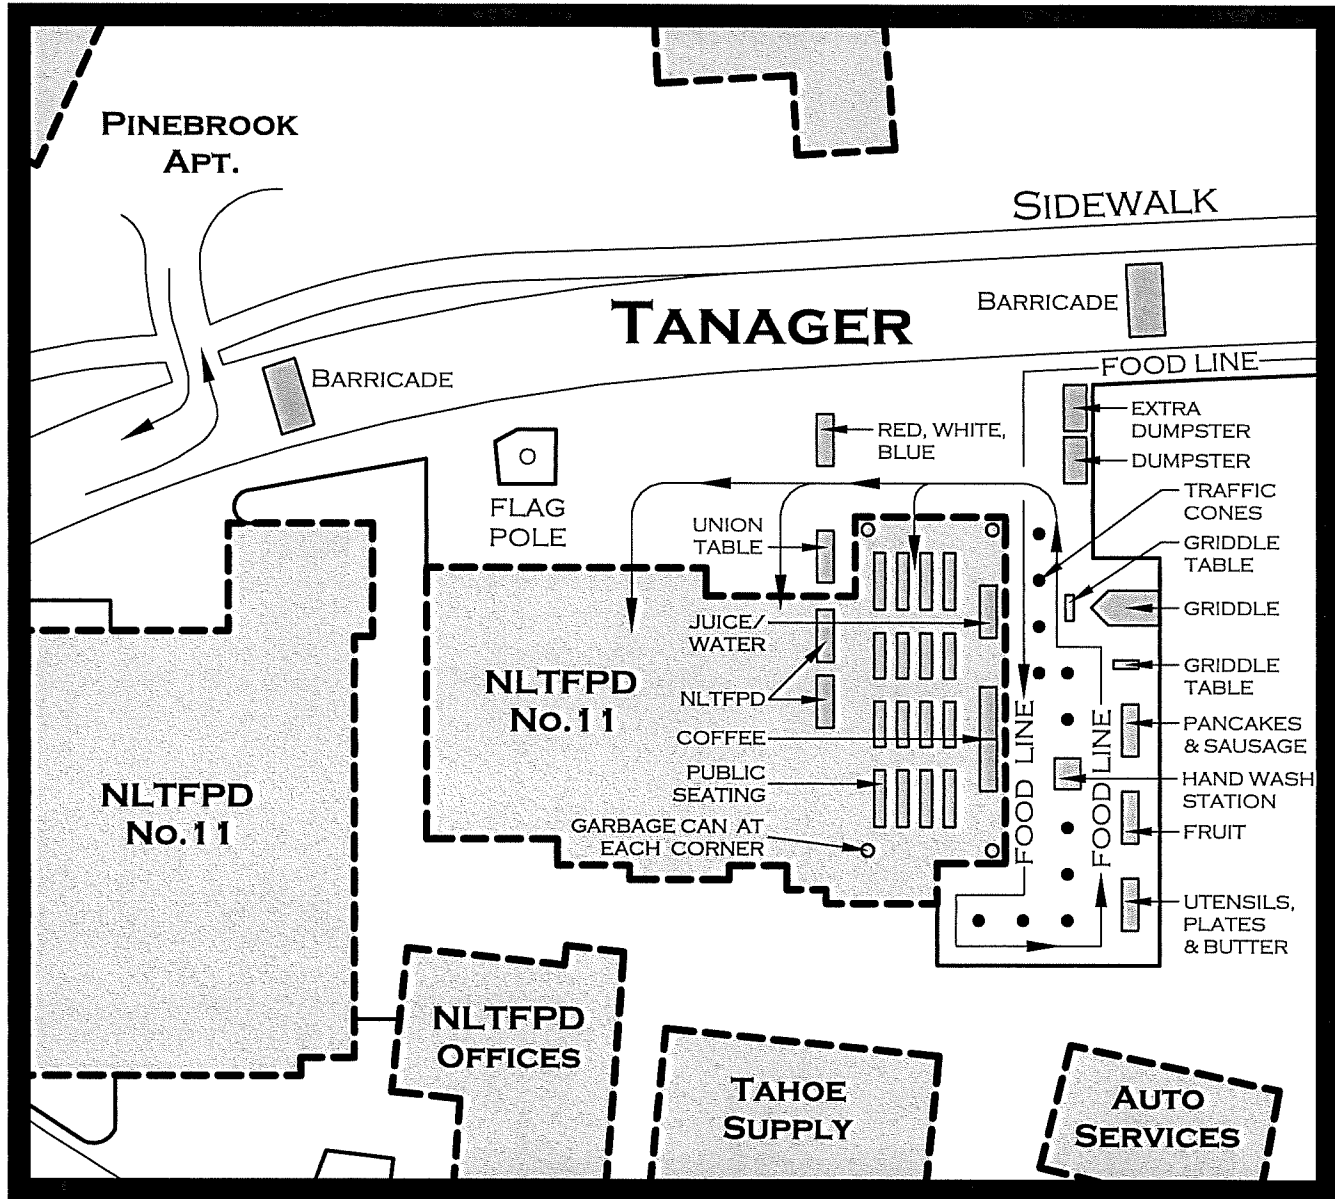 PINEBROOK
APT.
SIDEWALK
BARRICADE
TANAGER
FOOD LINE
BARRICADE
EXTRA
DUMPSTER
RED, WHITE,
BLUE
DUMPSTER
FLAG
POLE
TRAFFIC
CONES
UNION
TABLE
GRIDDLE
TABLE
GRIDDLE
JUICE/
WATER
GRIDDLE
TABLE
NLTFPD
No.11
NLTFPD
PANCAKES
& SAUSAGE
COFFEE
FOOD LINE
FOOD LINE
PUBLIC
SEATING
HAND WASH
STATION
NLTFPD
No.11
GARBAGE CAN AT
EACH CORNER
FRUIT
UTENSILS,
PLATES
& BUTTER
NLTFPD
OFFICES
TAHOE
SUPPLY
AUTO
SERVICES